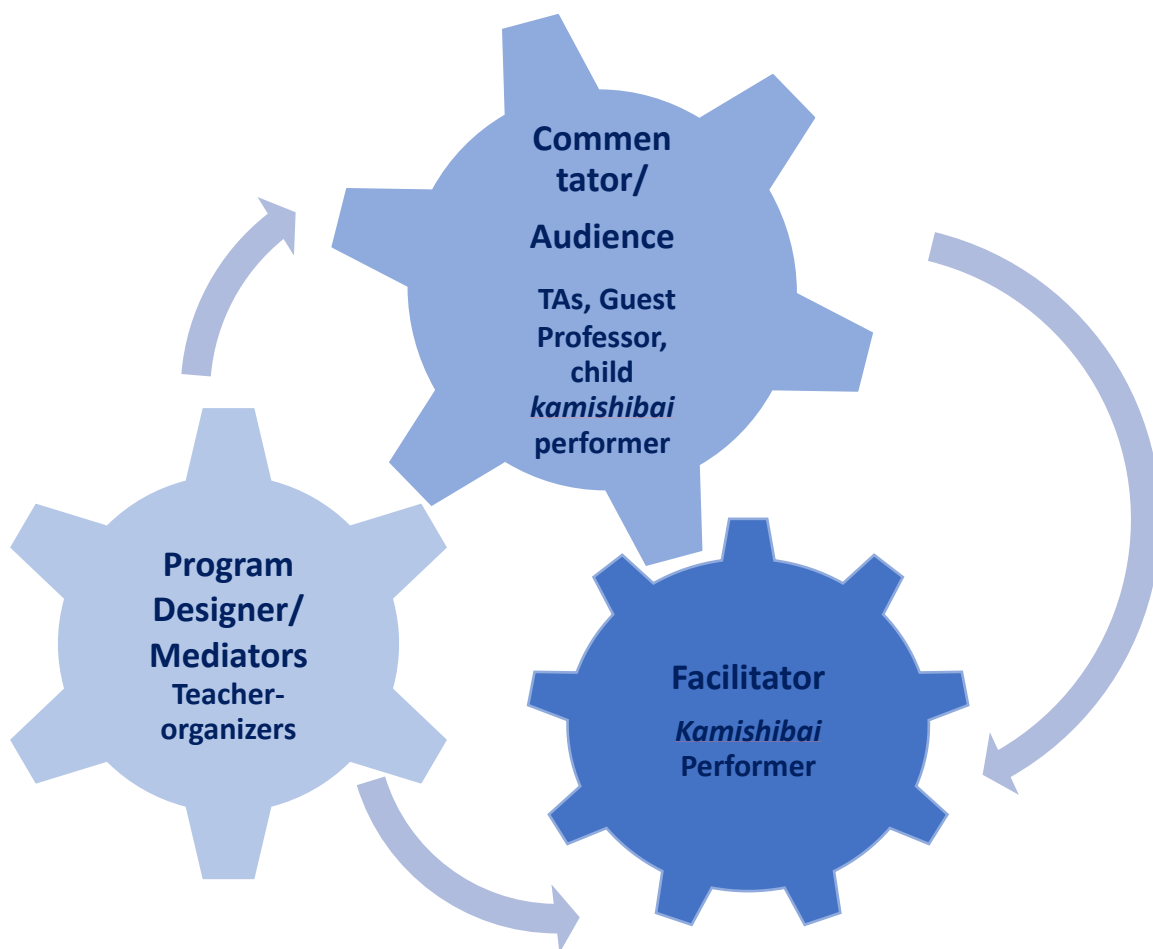 Commen
tator/
Audience
TAs, Guest
Professor,
child
kamishibai
performer
Program
Designer/
Mediators
Teacher-
organizers
Facilitator
Kamishibai
Performer